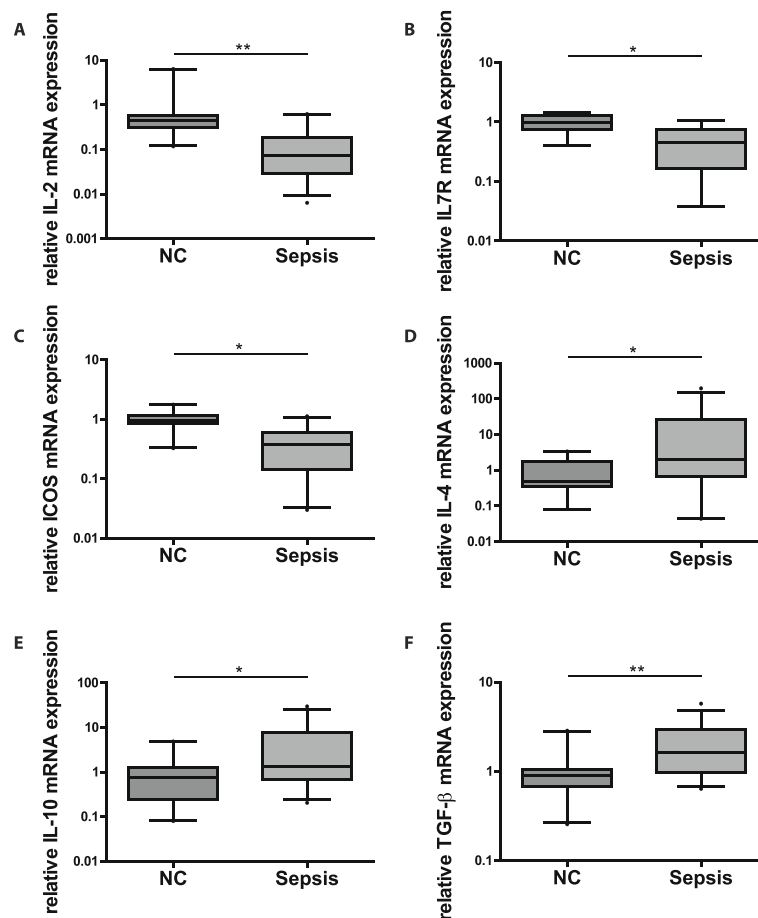 A
relative IL-2 mRNA expression
**
10
1
0.1
0.01
0.001
NC
Sepsis
B
relative IL7R mRNA expression
*
10
1
0.1
0.01
NC
Sepsis
C
relative ICOS mRNA expression
*
10
1
0.1
0.01
NC
Sepsis
D
relative IL-4 mRNA expression
*
1000
100
10
1
0.1
0.01
NC
Sepsis
E
relative IL-10 mRNA expression
*
100
10
1
0.1
0.01
NC
Sepsis
F
relative TGF-β mRNA expression
**
10
1
0.1
NC
Sepsis